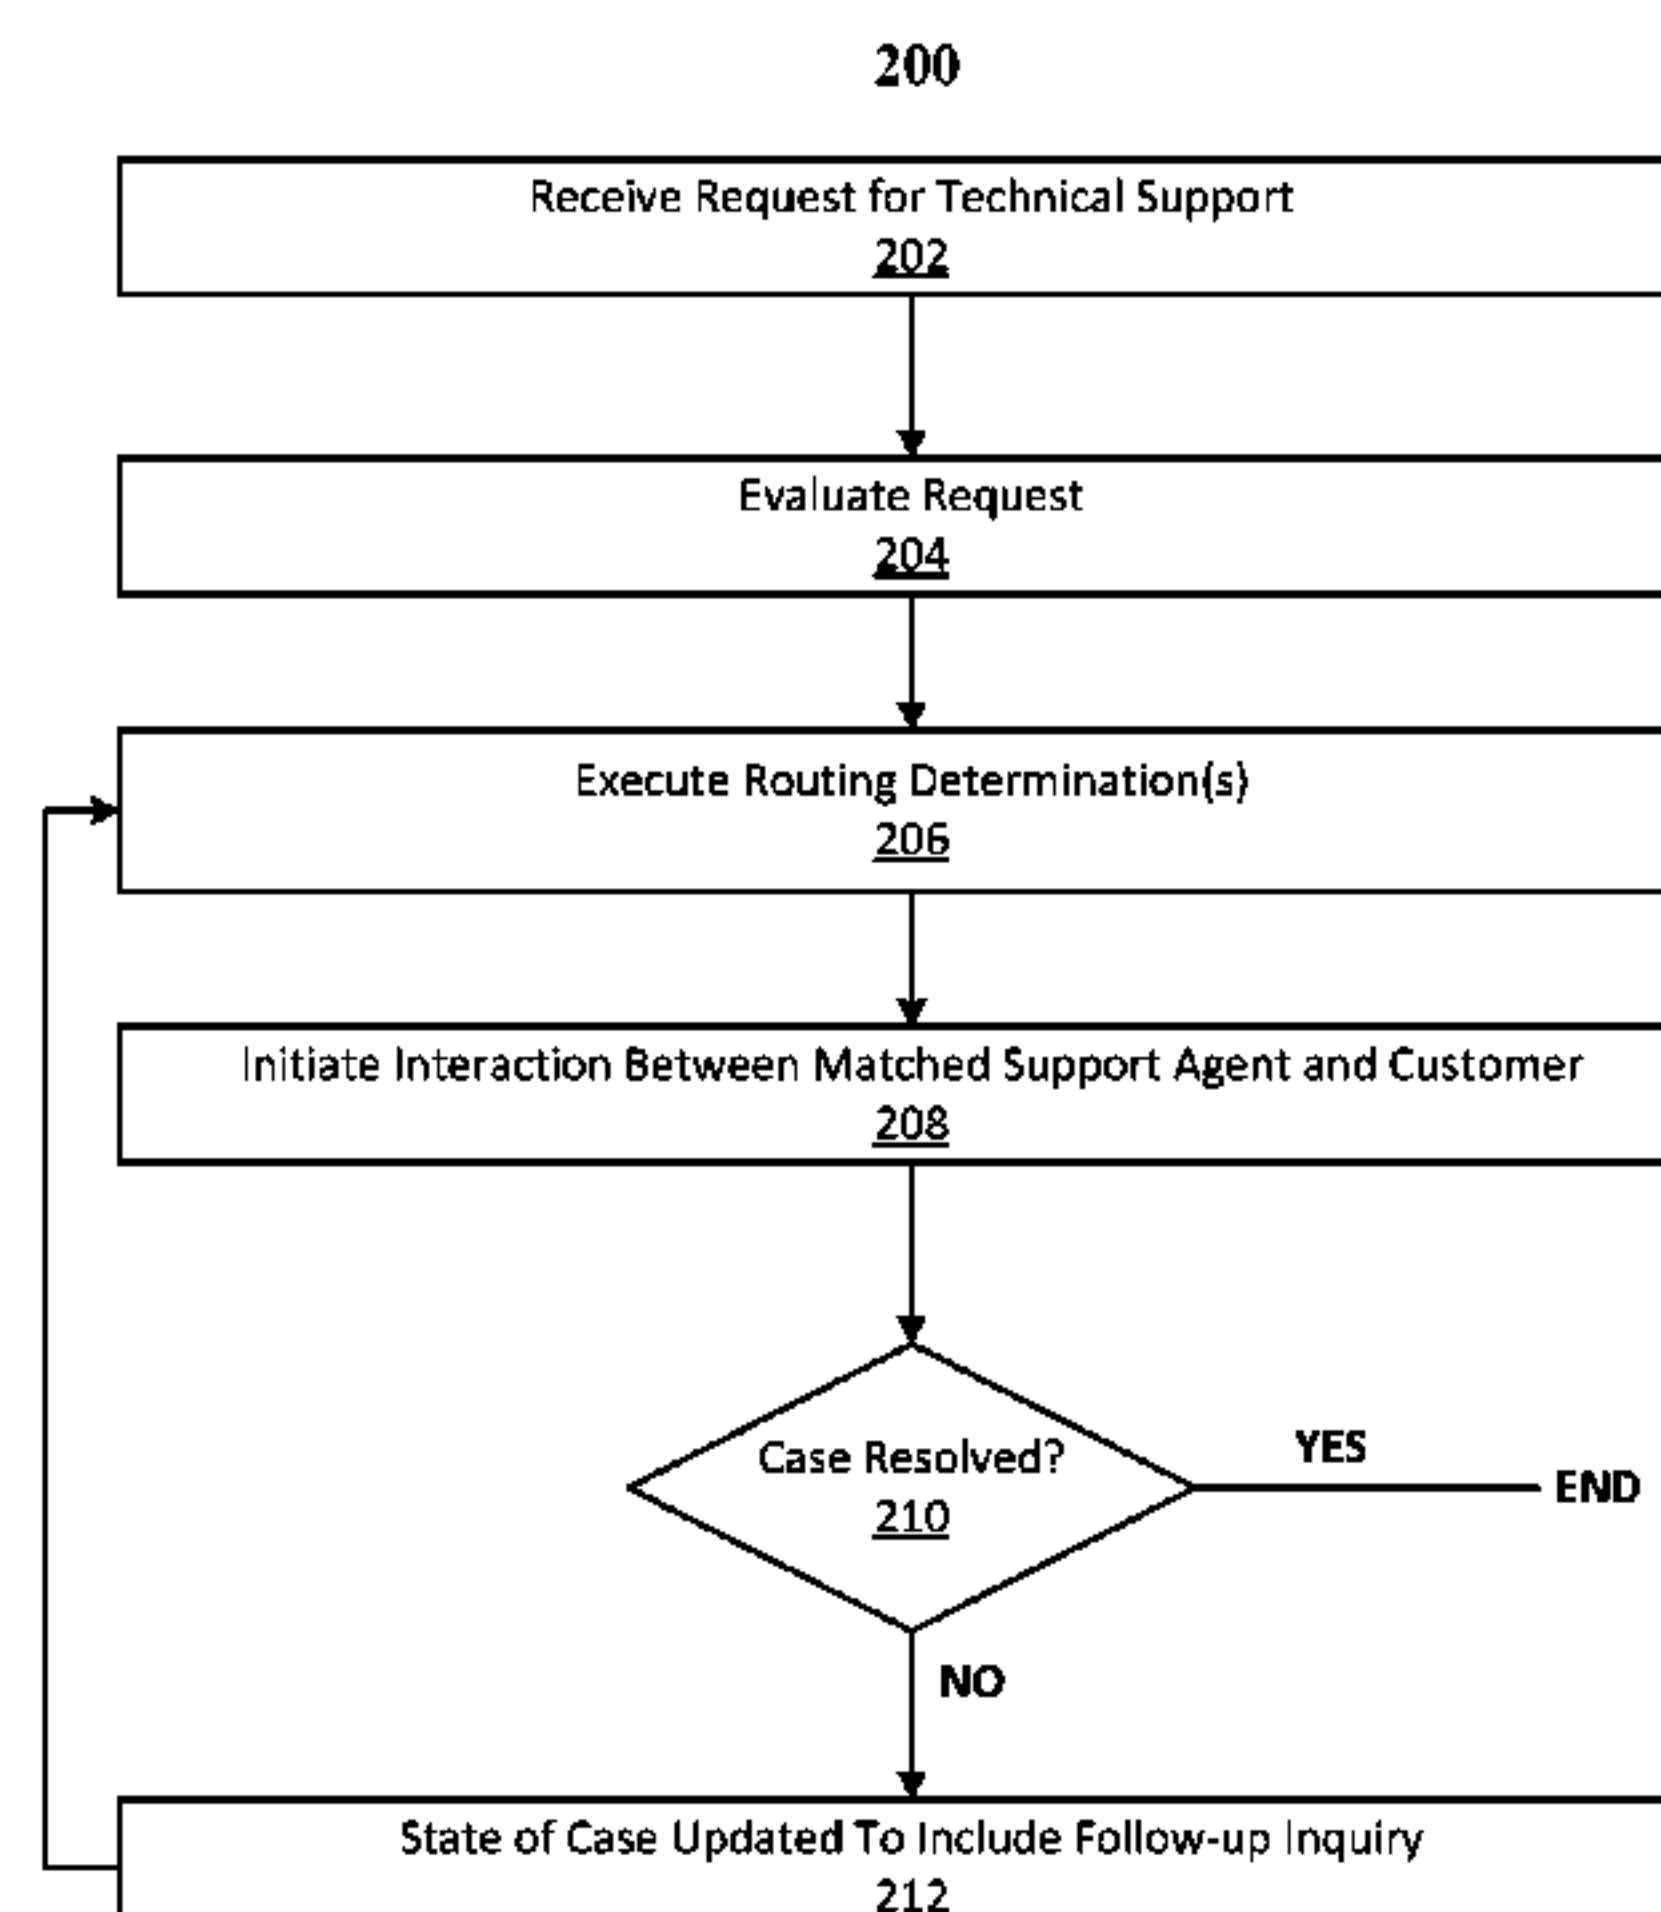 200
Receive Request for Technical Support
202
Evaluate Request
204
Execute Routing Determination(s)
206
Initiate Interaction Between Matched Support Agent and Customer
208
Case Resolved?
210
YES
END
NO
State of Case Updated To Include Follow-up Inquiry
212